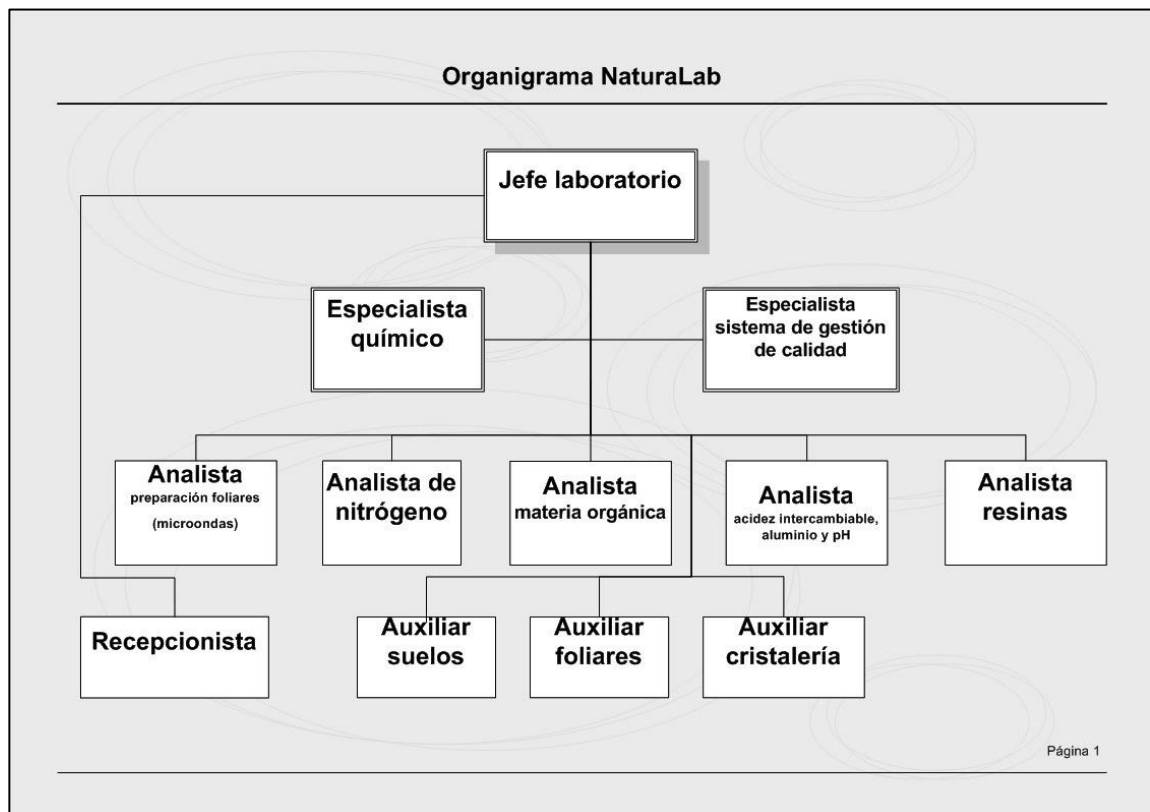 Organigrama NaturaLab
Jefe laboratorio
Especialista
químico
Especialista
sistema de gestión
de calidad
Analista
preparación foliares
(microondas)
Analista de
nitrógeno
Analista
materia orgánica
Analista
acidez intercambiable,
aluminio y pH
Analista
resinas
Recepcionista
Auxiliar
suelos
Auxiliar
foliares
Auxiliar
cristalería
Página 1